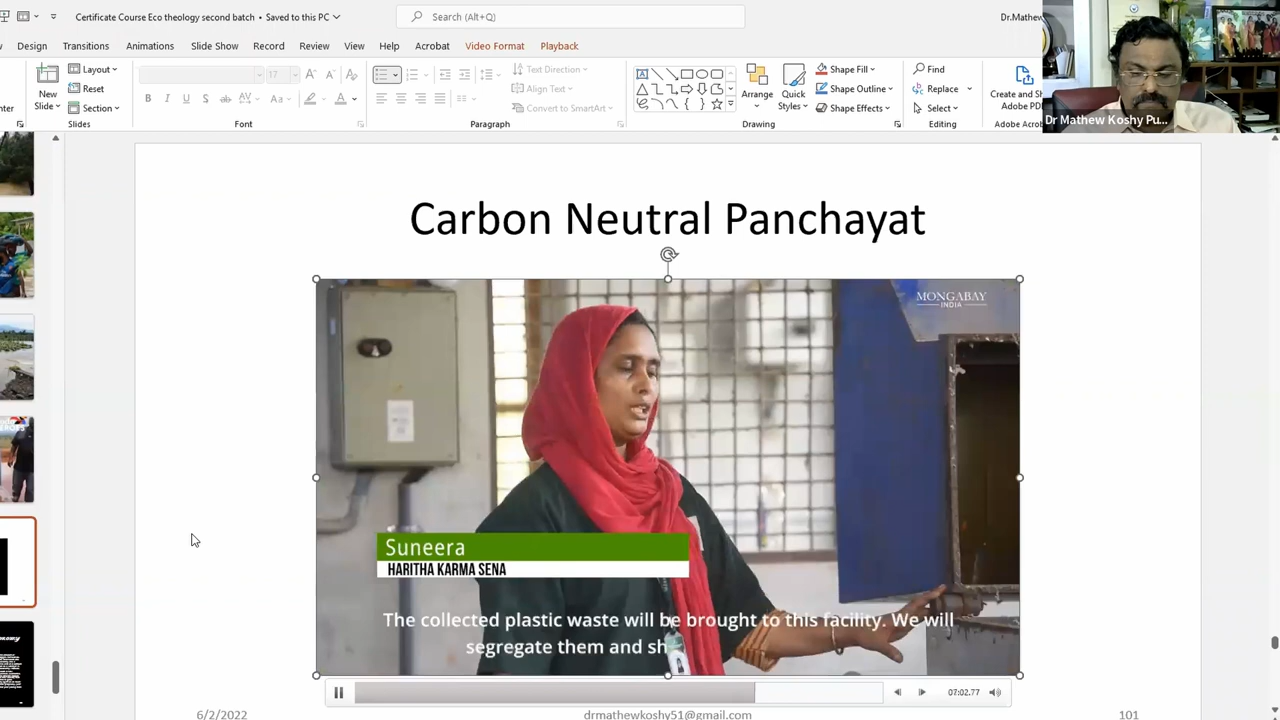 Certificate Course Eco theology second batch • Saved to this PC
Search (Alt+Q)
Dr.Mathew
Design Transitions Animations Slide Show Record Review View Help Acrobat Video Format Playback
New Slide
Layout
Reset
Section
Slides
17
Font
Text Direction
Align Text
Convert to SmartArt
Paragraph
Arrange
Quick Styles
Shape Fill
Shape Outline
Shape Effects
Drawing
Find
Replace
Select
Editing
Create and Sh
Adobe PD
Adobe Acro
Dr Mathew Koshy Pu...
Carbon Neutral Panchayat
MONGABAY
INDIA
Suneera
HARITHA KARMA SENA
The collected plastic waste will be brought to this facility. We will
segregate them and sh
07:02.77
6/2/2022 drmathewkoshy51@gmail.com 101